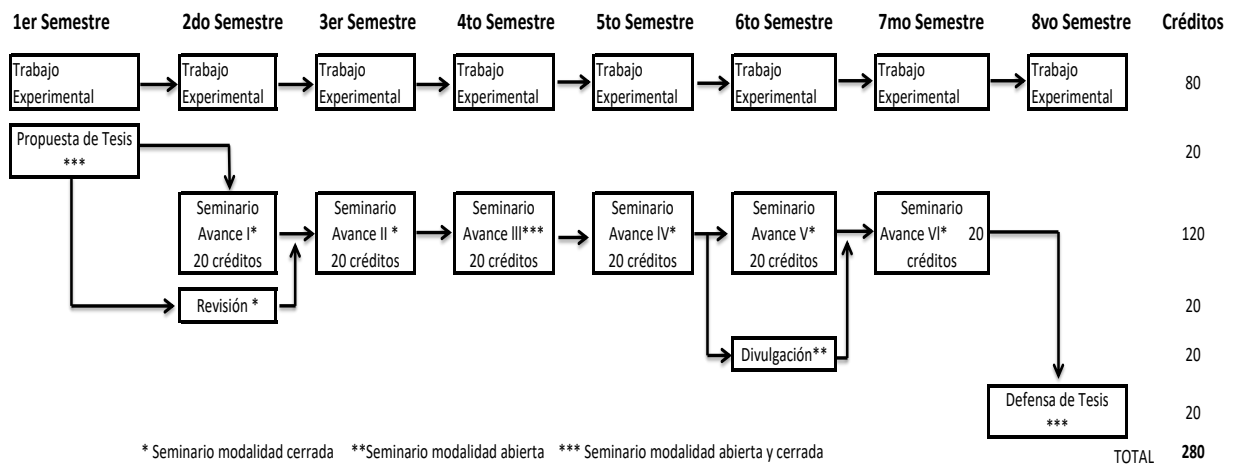 1er Semestre 2do Semestre 3er Semestre 4to Semestre 5to Semestre 6to Semestre 7mo Semestre 8vo Semestre Créditos
Trabajo Trabajo Trabajo Trabajo Trabajo Trabajo Trabajo Trabajo
Experimental Experimental Experimental Experimental Experimental Experimental Experimental Experimental 80
Propuesta de Tesis
*** 20
Seminario Seminario Seminario Seminario Seminario Seminario
Avance I* Avance II * Avance lll*** Avance lV* Avance V* Avance Vl* 20 120
20 créditos 20 créditos 20 créditos 20 créditos 20 créditos créditos
Revisión * 20
Divulgación** 20
Defensa de Tesis
*** 20
* Seminario modalidad cerrada **Seminario modalidad abierta *** Seminario modalidad abierta y cerrada TOTAL 280